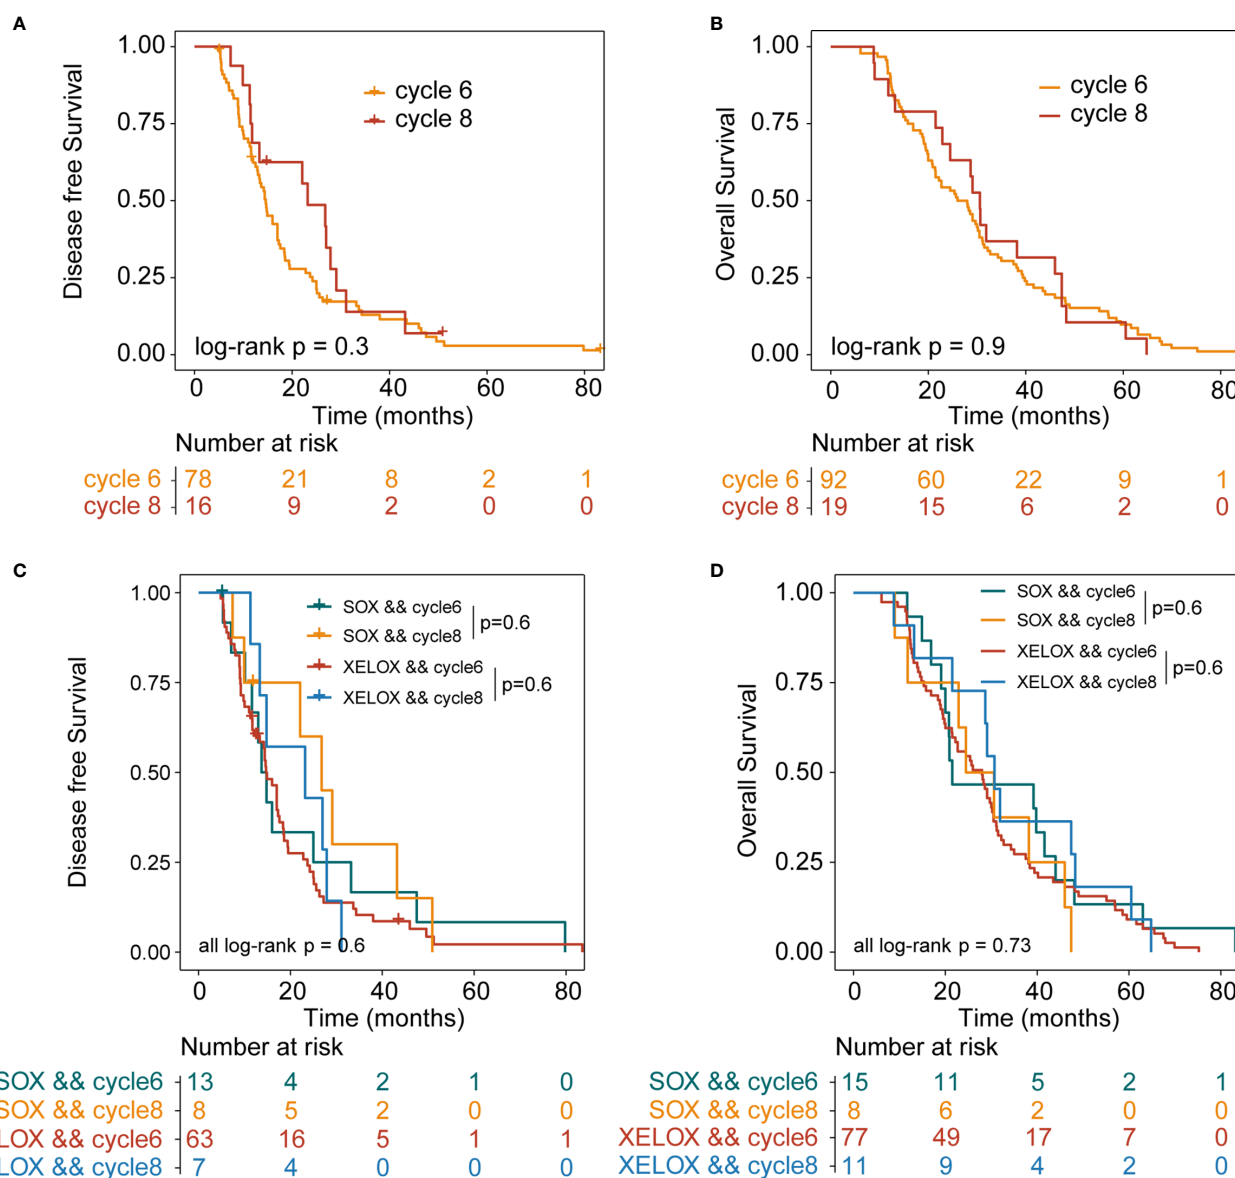 A
1.00
0.75
0.50
0.25
0.00
Disease free Survival
cycle 6
cycle 8
log-rank p = 0.3
0 20 40 60 80
Time (months)
Number at risk
cycle 6 78 21 8 2 1
cycle 8 16 9 2 0 0
B
1.00
0.75
0.50
0.25
0.00
Overall Survival
cycle 6
cycle 8
log-rank p = 0.9
0 20 40 60 80
Time (months)
Number at risk
cycle 6 92 60 22 9 1
cycle 8 19 15 6 2 0
C
1.00
0.75
0.50
0.25
0.00
Disease free Survival
SOX && cycle6
SOX && cycle8
p=0.6
XELOX && cycle6
XELOX && cycle8
p=0.6
all log-rank p = 0.6
0 20 40 60 80
Time (months)
Number at risk
SOX && cycle6 13 4 2 1 0
SOX && cycle8 8 5 2 0 0
LOX && cycle6 63 16 5 1 1
LOX && cycle8 7 4 0 0 0
D
1.00
0.75
0.50
0.25
0.00
Overall Survival
SOX && cycle6
SOX && cycle8
p=0.6
XELOX && cycle6
XELOX && cycle8
p=0.6
all log-rank p = 0.73
0 20 40 60 80
Time (months)
Number at risk
SOX && cycle6 15 11 5 2 1
SOX && cycle8 8 6 2 0 0
XELOX && cycle6 77 49 17 7 0
XELOX && cycle8 11 9 4 2 0